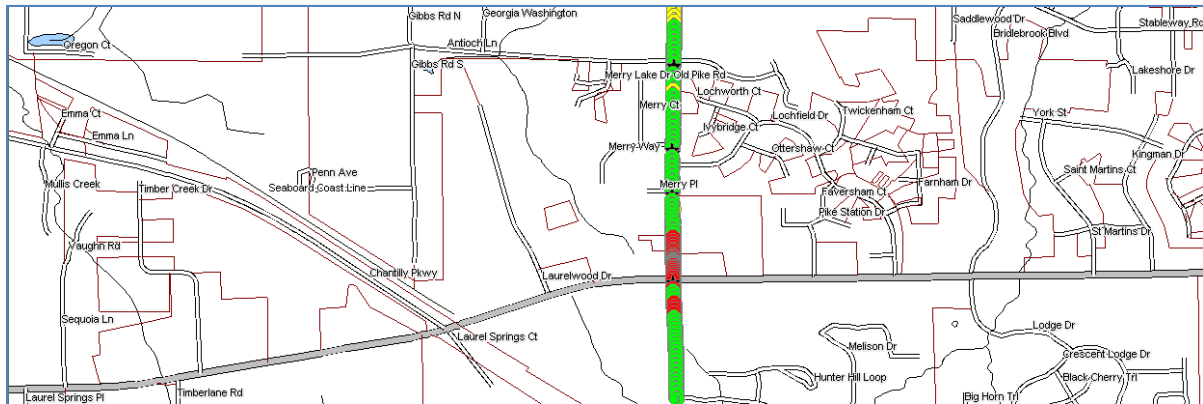 Gibbs Rd N
Georgia Washington
Saddlewood Dr
Stableway Rd
Bridlebrook Blvd
Oregon Ct
Antioch Ln
Gibbs Rd S
Merry Lake Dr
Old Pike Rd
Lakeshore Dr
Lochworth Ct
Merry Ct
Lochfield Dr
Twickenham Ct
York St
Emma Ct
Emma Ln
Ivybridge Ct
Merry Way
Ottershaw Ct
Kingman Dr
Penn Ave
Saint Martins Ct
Mullis Creek
Timber Creek Dr
Seaboard Coast Line
Merry Pl
Faversham Ct
Farnham Dr
Pike Station Dr
St Martins Dr
Vaughn Rd
Chantilly Pkwy
Laurelwood Dr
Sequoia Ln
Laurel Springs Ct
Lodge Dr
Melison Dr
Crescent Lodge Dr
Hunter Hill Loop
Black Cherry Trl
Laurel Springs Pl
Timberlane Rd
Big Horn Trl